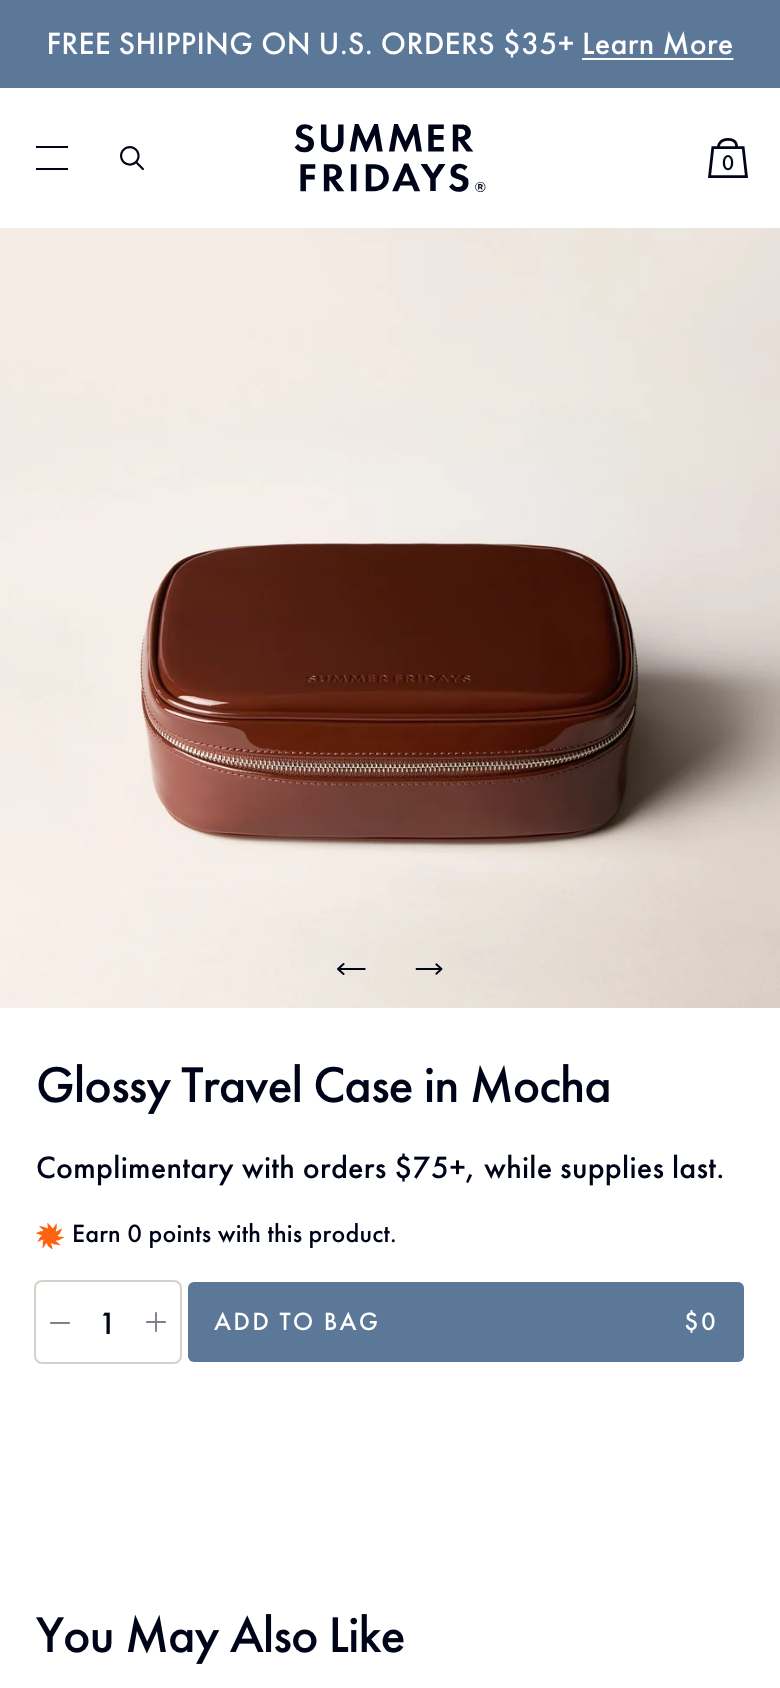 FREE SHIPPING ON U.S. ORDERS $35+ Learn More
SUMMER
FRIDAYS®
0
SUMMER FRIDAYS
Glossy Travel Case in Mocha
Complimentary with orders $75+, while supplies last.
Earn 0 points with this product.
1
ADD TO BAG $0
You May Also Like